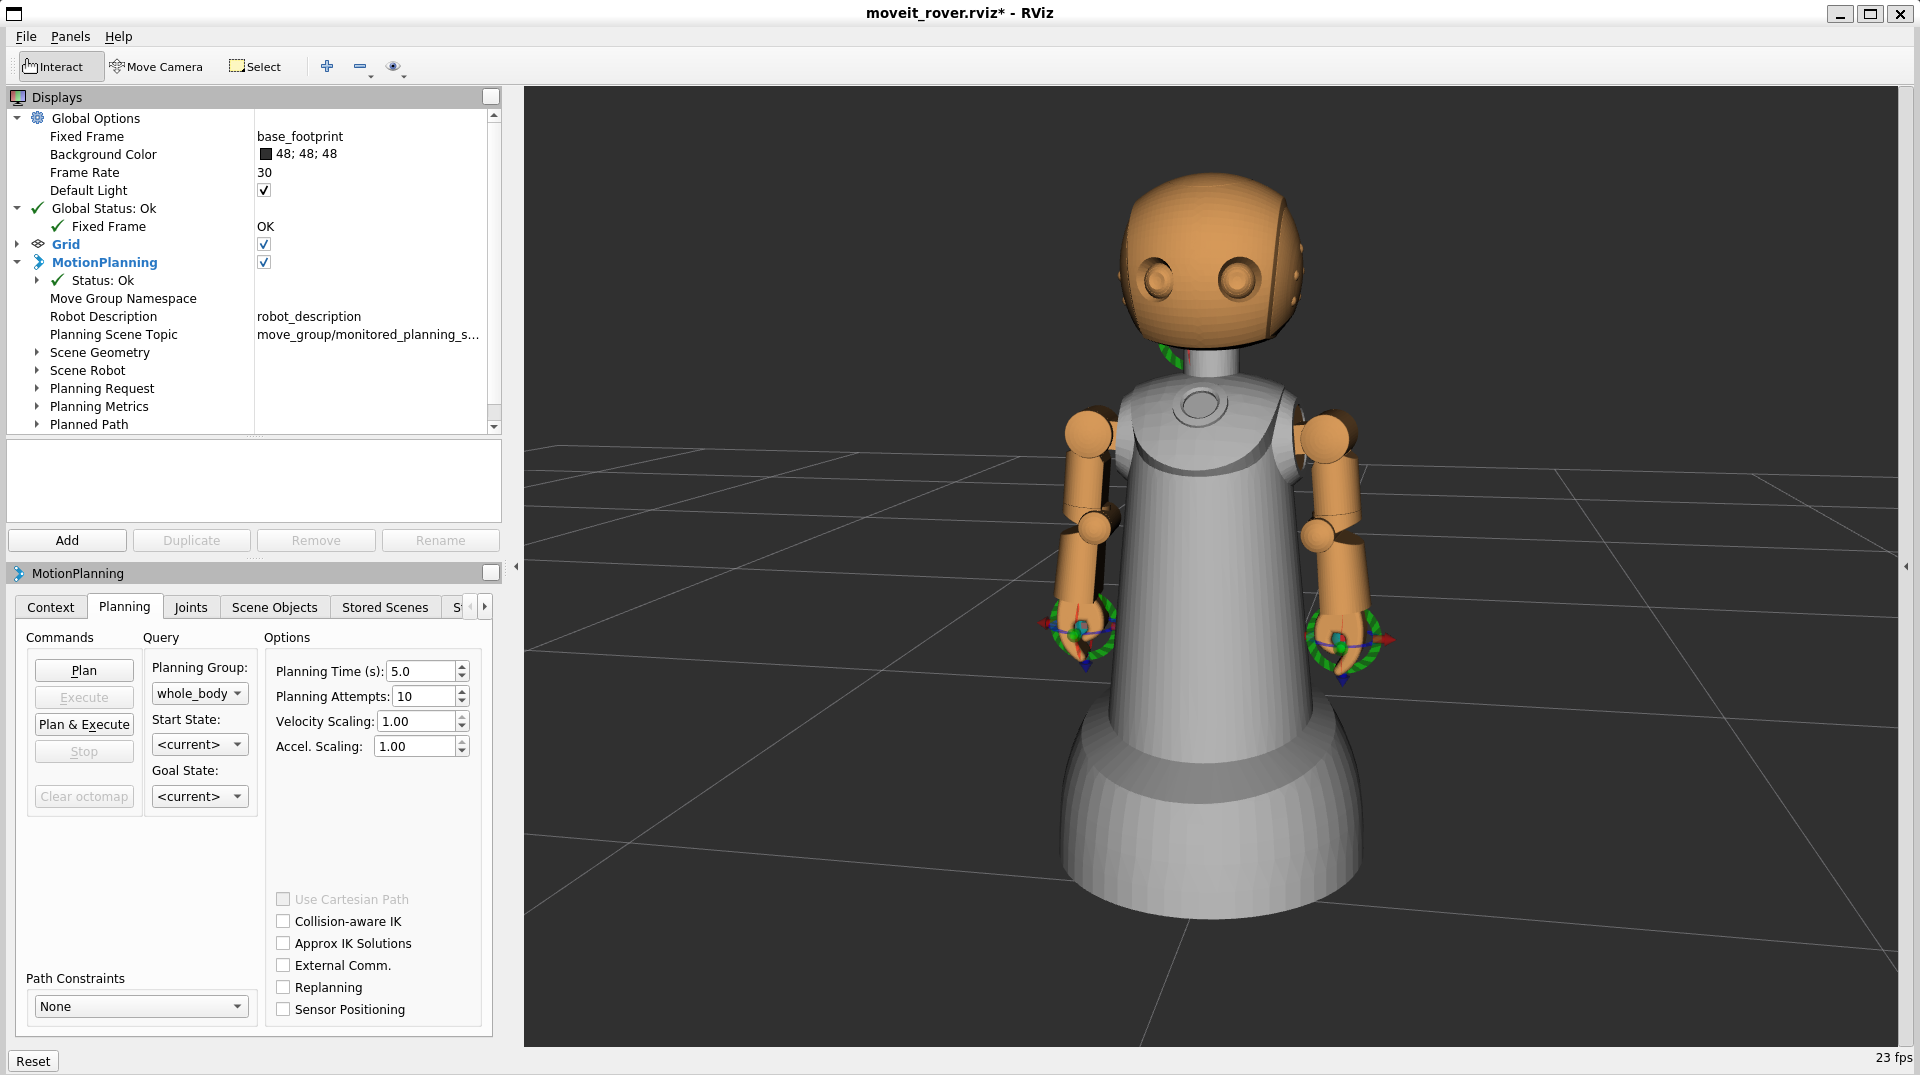 moveit_rover.rviz* - RViz
File Panels Help
Interact Move Camera Select
Displays
Global Options
Fixed Frame base_footprint
Background Color 48; 48; 48
Frame Rate 30
Default Light
Global Status: Ok
Fixed Frame OK
Grid
MotionPlanning
Status: Ok
Move Group Namespace
Robot Description robot_description
Planning Scene Topic move_group/monitored_planning_s...
Scene Geometry
Scene Robot
Planning Request
Planning Metrics
Planned Path
Add Duplicate Remove Rename
MotionPlanning
Context Planning Joints Scene Objects Stored Scenes
Commands Query Options
Plan
Execute
Plan & Execute
Stop
Clear octomap
Planning Group:
whole_body
Start State:
<current>
Goal State:
<current>
Planning Time (s): 5.0
Planning Attempts: 10
Velocity Scaling: 1.00
Accel. Scaling: 1.00
Use Cartesian Path
Collision-aware IK
Approx IK Solutions
External Comm.
Replanning
Sensor Positioning
Path Constraints
None
Reset
23 fps